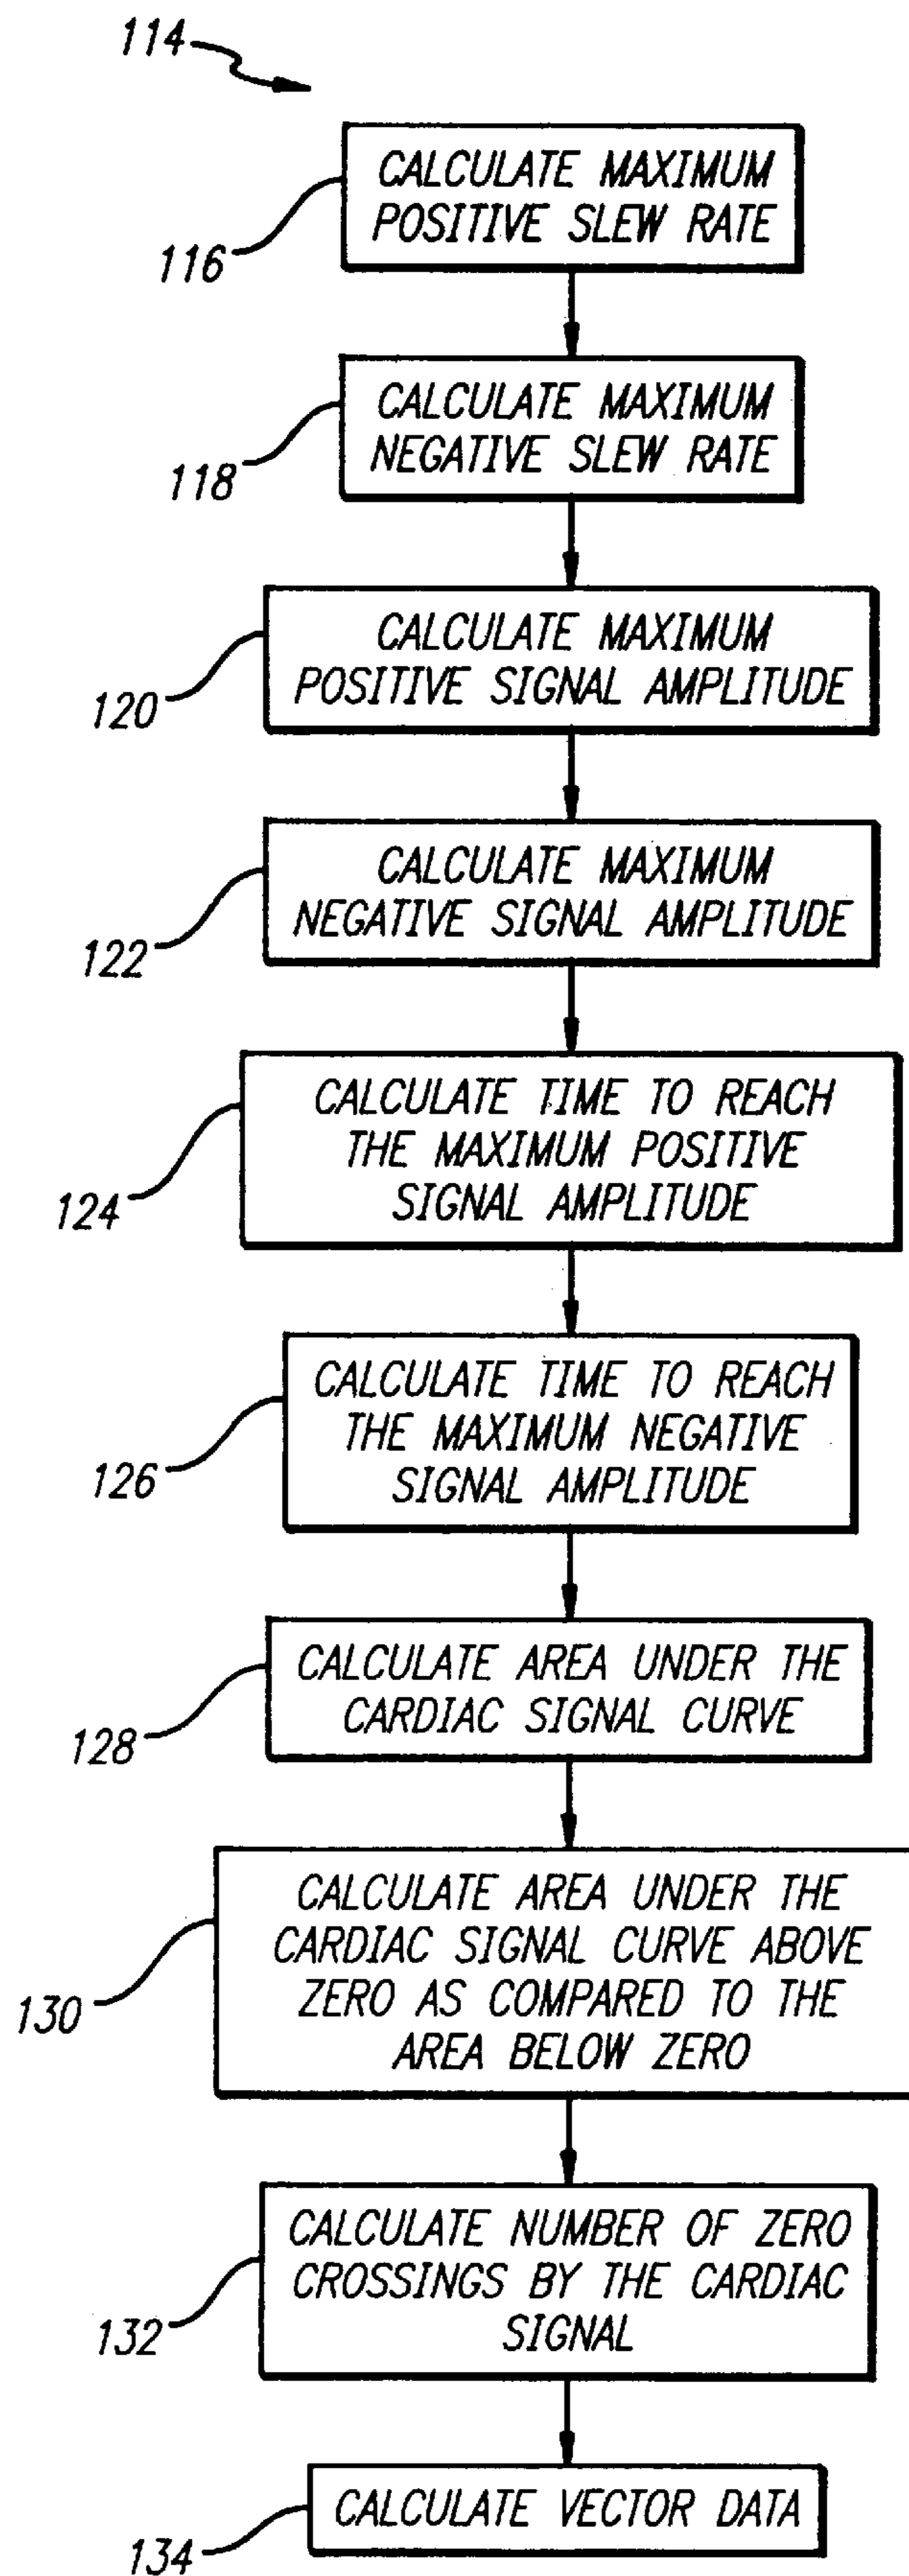 114
CALCULATE MAXIMUM
POSITIVE SLEW RATE
116
CALCULATE MAXIMUM
NEGATIVE SLEW RATE
118
CALCULATE MAXIMUM
POSITIVE SIGNAL AMPLITUDE
120
CALCULATE MAXIMUM
NEGATIVE SIGNAL AMPLITUDE
122
CALCULATE TIME TO REACH
THE MAXIMUM POSITIVE
SIGNAL AMPLITUDE
124
CALCULATE TIME TO REACH
THE MAXIMUM NEGATIVE
SIGNAL AMPLITUDE
126
CALCULATE AREA UNDER THE
CARDIAC SIGNAL CURVE
128
CALCULATE AREA UNDER THE
CARDIAC SIGNAL CURVE ABOVE
ZERO AS COMPARED TO THE
AREA BELOW ZERO
130
CALCULATE NUMBER OF ZERO
CROSSINGS BY THE CARDIAC
SIGNAL
132
CALCULATE VECTOR DATA
134